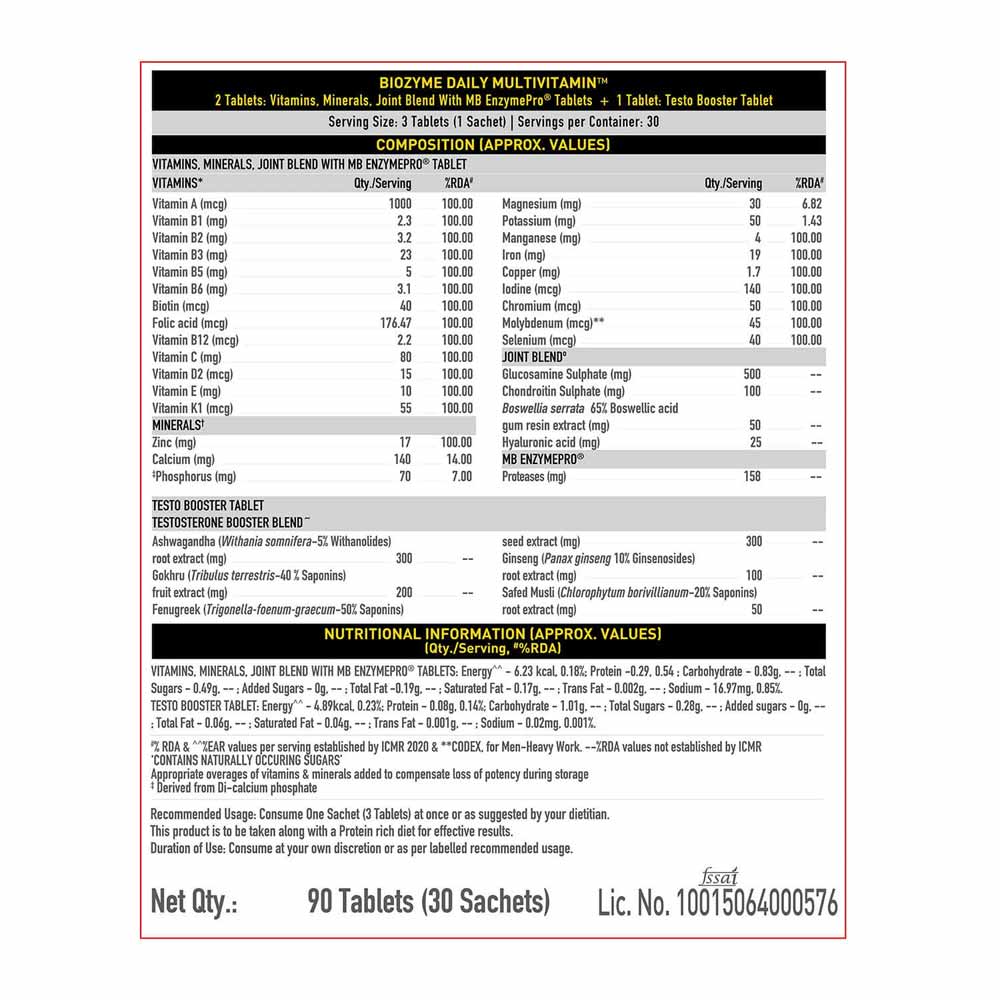 BIOZYME DAILY MULTIVITAMIN™
2 Tablets: Vitamins, Minerals, Joint Blend With MB EnzymePro® Tablets + 1 Tablet: Testo Booster Tablet
Serving Size: 3 Tablets (1 Sachet) | Servings per Container: 30
COMPOSITION (APPROX. VALUES)
VITAMINS, MINERALS, JOINT BLEND WITH MB ENZYMEPRO® TABLET
VITAMINS* Qty./Serving %RDA#
Vitamin A (mcg) 1000 100.00
Vitamin B1 (mg) 2.3 100.00
Vitamin B2 (mg) 3.2 100.00
Vitamin B3 (mg) 23 100.00
Vitamin B5 (mg) 5 100.00
Vitamin B6 (mg) 3.1 100.00
Biotin (mcg) 40 100.00
Folic acid (mcg) 176.47 100.00
Vitamin B12 (mcg) 2.2 100.00
Vitamin C (mg) 80 100.00
Vitamin D2 (mcg) 15 100.00
Vitamin E (mg) 10 100.00
Vitamin K1 (mcg) 55 100.00
MINERALS†
Zinc (mg) 17 100.00
Calcium (mg) 140 14.00
‡Phosphorus (mg) 70 7.00
Qty./Serving %RDA#
Magnesium (mg) 30 6.82
Potassium (mg) 50 1.43
Manganese (mg) 4 100.00
Iron (mg) 19 100.00
Copper (mg) 1.7 100.00
Iodine (mcg) 140 100.00
Chromium (mcg) 50 100.00
Molybdenum (mcg)** 45 100.00
Selenium (mcg) 40 100.00
JOINT BLENDº
Glucosamine Sulphate (mg) 500 --
Chondroitin Sulphate (mg) 100 --
Boswellia serrata 65% Boswellic acid
gum resin extract (mg) 50 --
Hyaluronic acid (mg) 25 --
MB ENZYMEPRO®
Proteases (mg) 158 --
TESTO BOOSTER TABLET
TESTOSTERONE BOOSTER BLEND~
Ashwagandha (Withania somnifera-5% Withanolides)
root extract (mg) 300 --
Gokhru (Tribulus terrestris-40 % Saponins)
fruit extract (mg) 200 --
Fenugreek (Trigonella-foenum-graecum-50% Saponins)
seed extract (mg) 300 --
Ginseng (Panax ginseng 10% Ginsenosides)
root extract (mg) 100 --
Safed Musli (Chlorophytum borivillianum-20% Saponins)
root extract (mg) 50 --
NUTRITIONAL INFORMATION (APPROX. VALUES)
(Qty./Serving, #%RDA)
VITAMINS, MINERALS, JOINT BLEND WITH MB ENZYMEPRO® TABLETS: Energy^^ - 6.23 kcal, 0.18%; Protein -0.29, 0.54 ; Carbohydrate - 0.83g, -- ; Total
Sugars - 0.49g, -- ; Added Sugars - 0g, -- ; Total Fat -0.19g, -- ; Saturated Fat - 0.17g, -- ; Trans Fat - 0.002g, -- ; Sodium - 16.97mg, 0.85%.
TESTO BOOSTER TABLET: Energy^^ - 4.89kcal, 0.23%; Protein - 0.08g, 0.14%; Carbohydrate - 1.01g, -- ; Total Sugars - 0.28g, -- ; Added sugars - 0g, --
; Total Fat - 0.06g, -- ; Saturated Fat - 0.04g, -- ; Trans Fat - 0.001g, -- ; Sodium - 0.02mg, 0.001%.
#% RDA & ^^%EAR values per serving established by ICMR 2020 & **CODEX, for Men-Heavy Work. --%RDA values not established by ICMR
'CONTAINS NATURALLY OCCURING SUGARS'
Appropriate overages of vitamins & minerals added to compensate loss of potency during storage
‡ Derived from Di-calcium phosphate
Recommended Usage: Consume One Sachet (3 Tablets) at once or as suggested by your dietitian.
This product is to be taken along with a Protein rich diet for effective results.
Duration of Use: Consume at your own discretion or as per labelled recommended usage.
fssai
Net Qty.: 90 Tablets (30 Sachets) Lic. No. 10015064000576